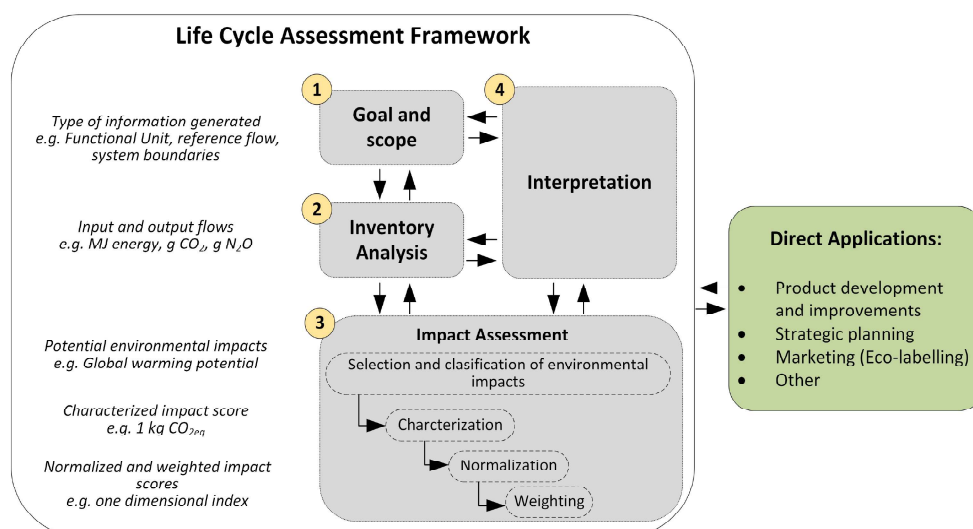 Life Cycle Assessment Framework
1
Goal and
scope
4
Interpretation
Type of information generated
e.g. Functional Unit, reference flow,
system boundaries
2
Inventory
Analysis
Input and output flows
e.g. MJ energy, g CO₂, g N₂O
3
Impact Assessment
Selection and clasification of environmental
impacts
Potential environmental impacts
e.g. Global warming potential
Charcterization
Characterized impact score
e.g. 1 kg CO₂eq
Normalization
Weighting
Normalized and weighted impact
scores
e.g. one dimensional index
Direct Applications:
• Product development
and improvements
• Strategic planning
• Marketing (Eco-labelling)
• Other